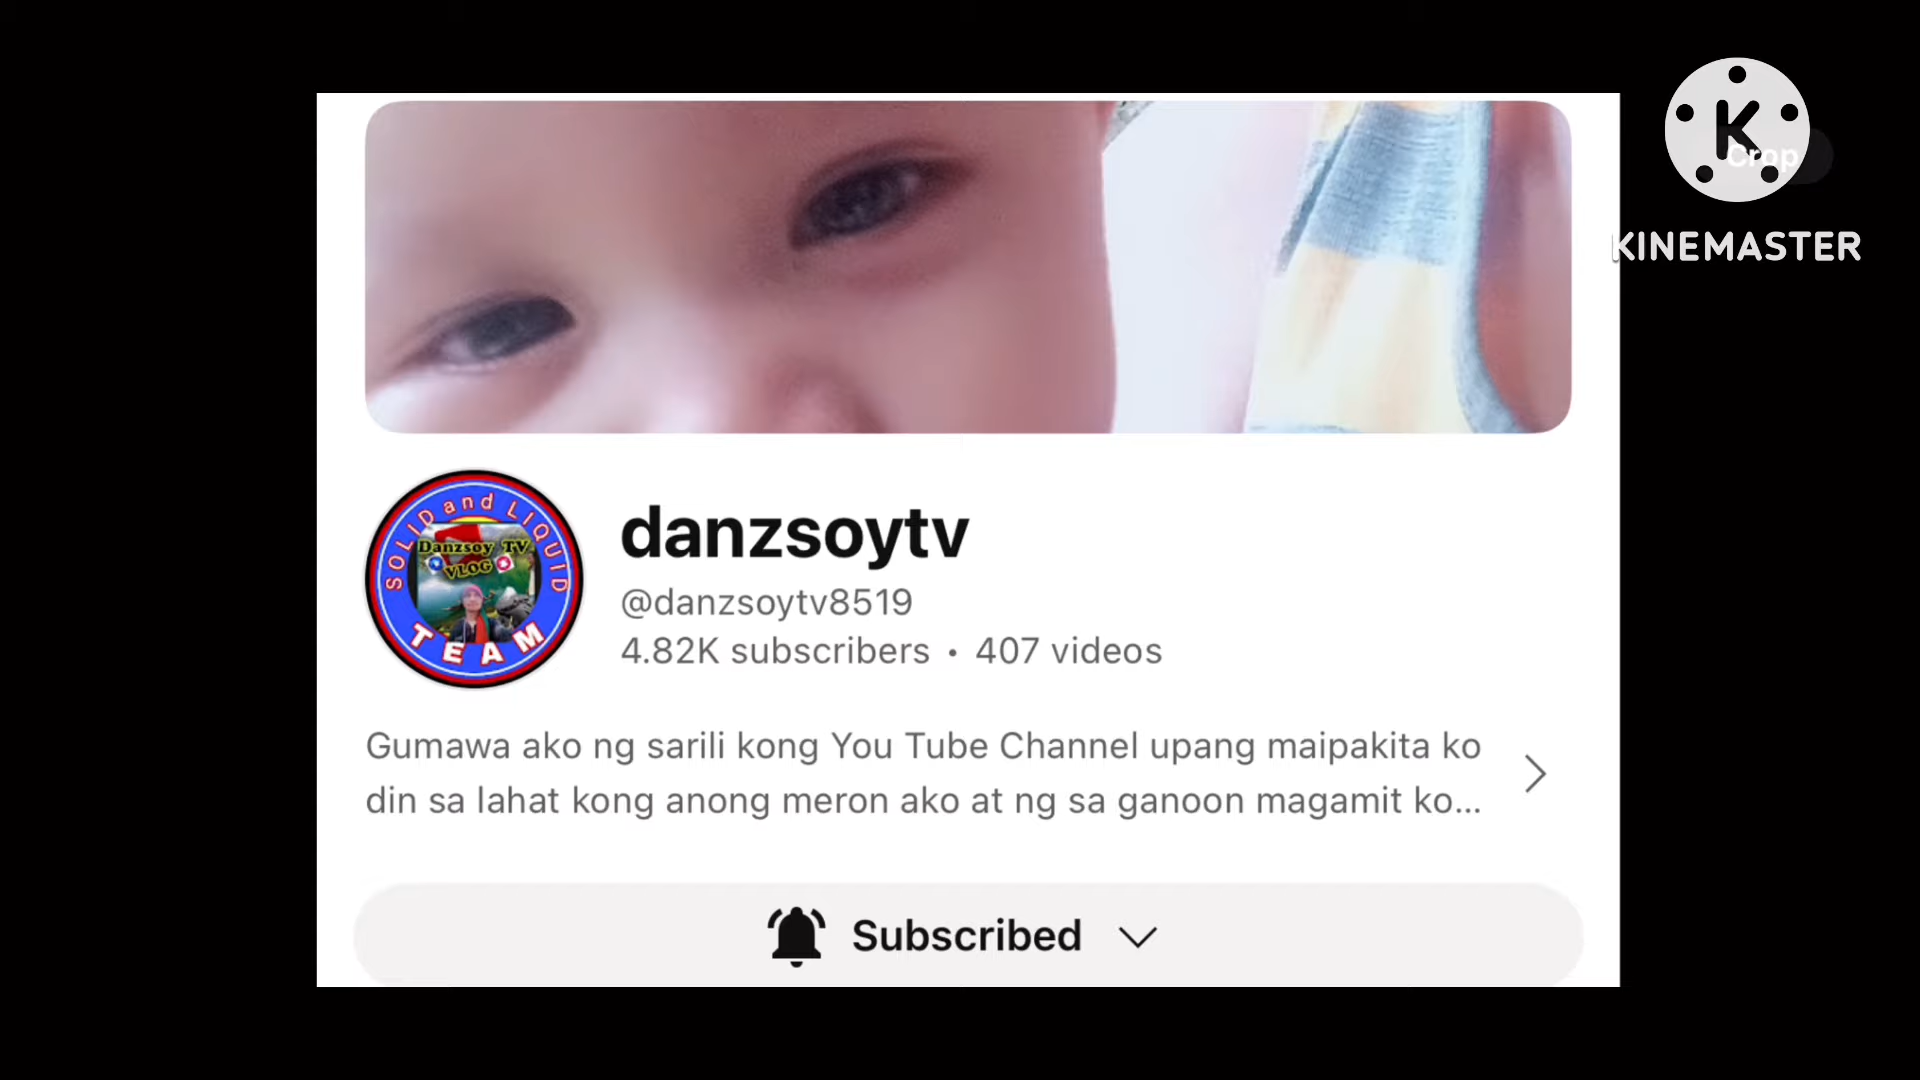 K
Crop
KINEMASTER
SOLID and LIQUID
Danzsoy TV
VLOG
TEAM
danzsoytv
@danzsoytv8519
4.82K subscribers • 407 videos
Gumawa ako ng sarili kong You Tube Channel upang maipakita ko
din sa lahat kong anong meron ako at ng sa ganoon magamit ko...
Subscribed